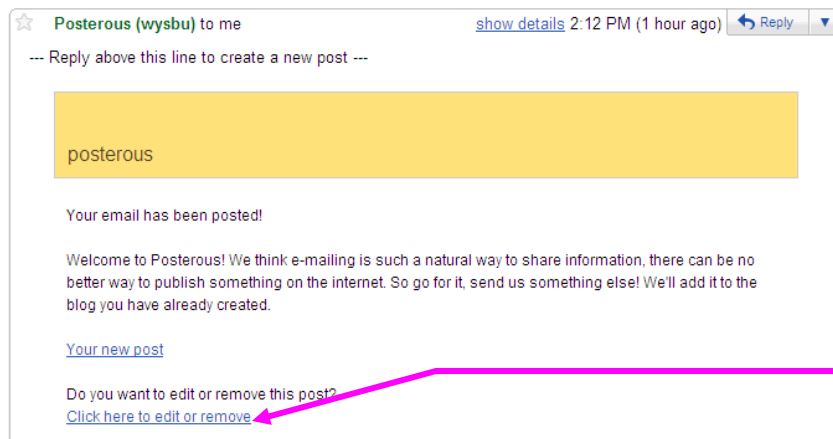 Posterous (wysbu) to me show details 2:12 PM (1 hour ago) Reply
--- Reply above this line to create a new post ---
posterous
Your email has been posted!
Welcome to Posterous! We think e-mailing is such a natural way to share information, there can be no
better way to publish something on the internet. So go for it, send us something else! We'll add it to the
blog you have already created.
Your new post
Do you want to edit or remove this post?
Click here to edit or remove